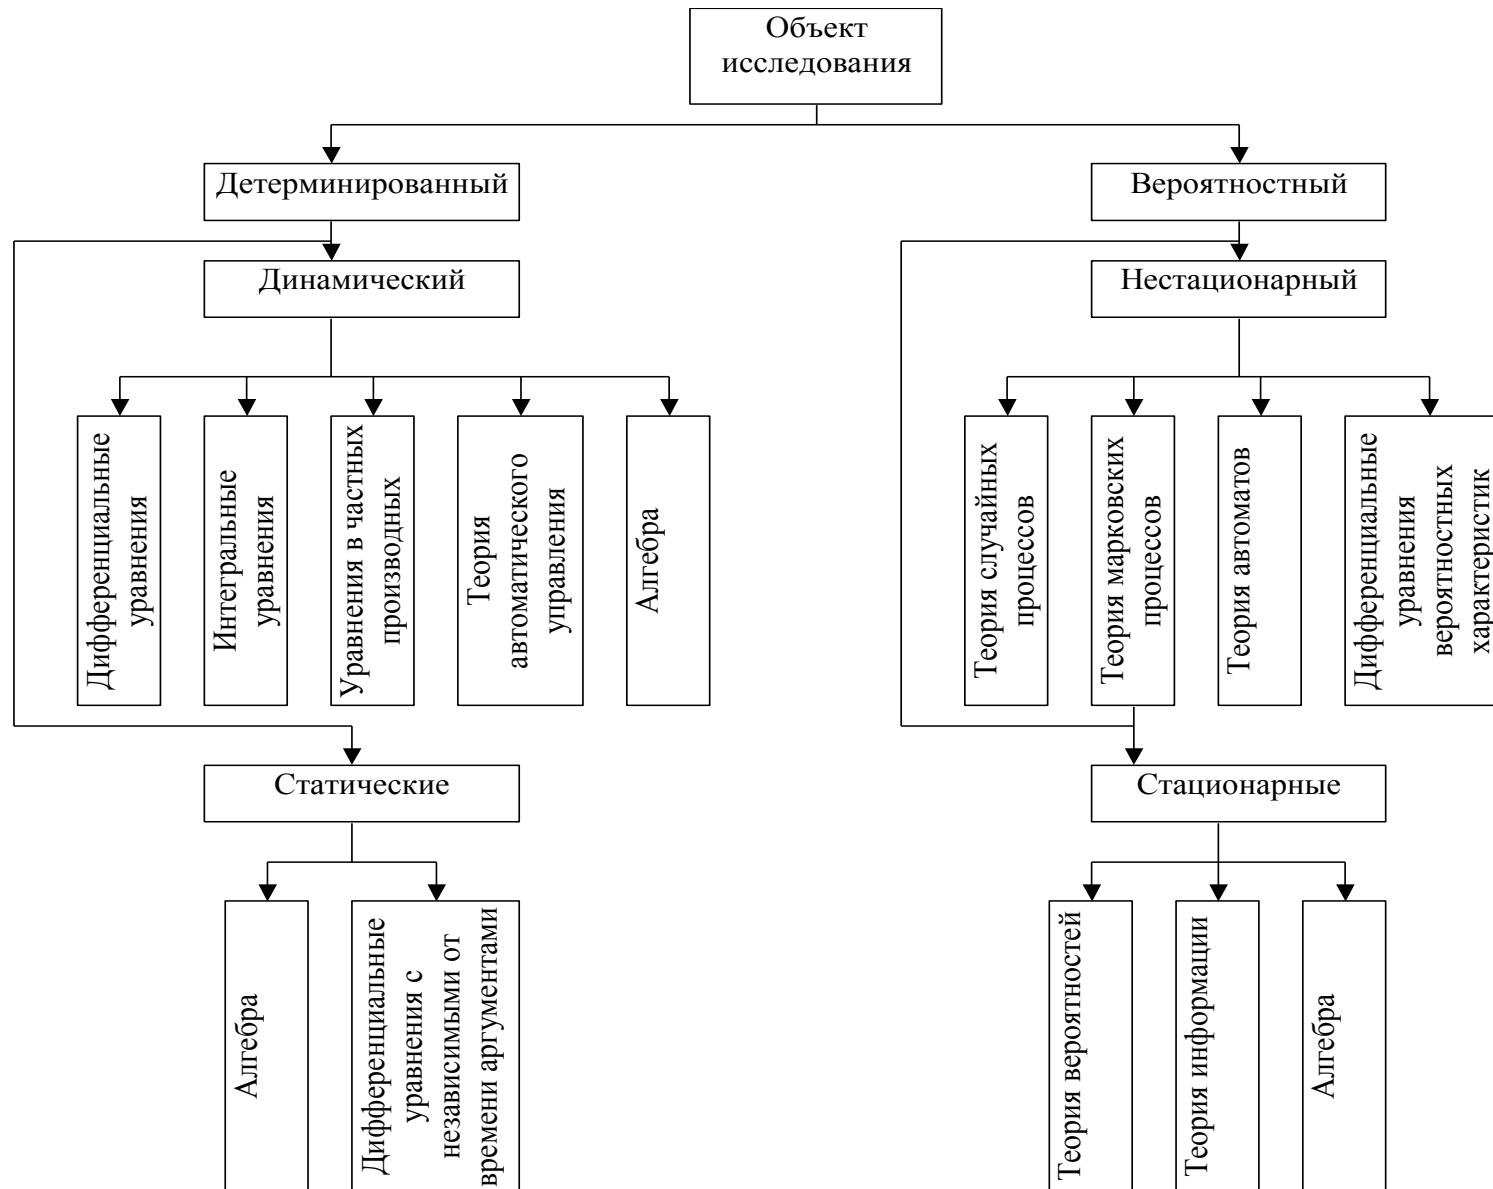 Объект
исследования
Детерминированный
Вероятностный
Динамический
Нестационарный
Дифференциальные
уравнения
Интегральные
уравнения
Уравнения в частных
производных
Теория
автоматического
управления
Алгебра
Теория случайных
процессов
Теория марковских
процессов
Теория автоматов
Дифференциальные
уравнения
вероятностных
характеристик
Статические
Стационарные
Алгебра
Дифференциальные
уравнения с
независимыми от
времени аргументами
Теория вероятностей
Теория информации
Алгебра